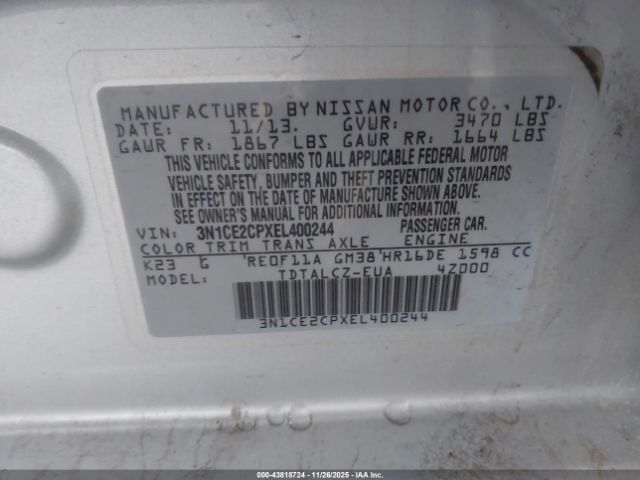 MANUFACTURED BY NISSAN MOTOR CO., LTD.
DATE: 11/13. GVWR: 3470 LBS
GAWR FR: 1867 LBS GAWR RR: 1664 LBS
THIS VEHICLE CONFORMS TO ALL APPLICABLE FEDERAL MOTOR
VEHICLE SAFETY, BUMPER AND THEFT PREVENTION STANDARDS
IN EFFECT ON THE DATE OF MANUFACTURE SHOWN ABOVE.
SEE OWNER'S MANUAL FOR ADDITIONAL INFORMATION.
VIN: 3N1CE2CPXEL400244 PASSENGER CAR.
COLOR TRIM TRANS AXLE ENGINE
K23 G RE0F11A GM38 HR16DE 1598 CC
MODEL: TDTALCZ-EUA 4Z000
3N1CE2CPXEL400244
000-43818724 | 11/26/2025 | IAA, Inc.